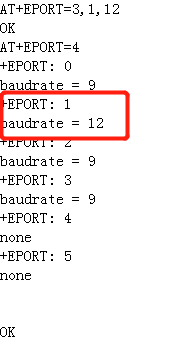 AT+EPORT=3,1,12
OK
AT+EPORT=4
+EPORT: 0
baudrate = 9
+EPORT: 1
baudrate = 12
+EPORT: 2
baudrate = 9
+EPORT: 3
baudrate = 9
+EPORT: 4
none
+EPORT: 5
none
OK